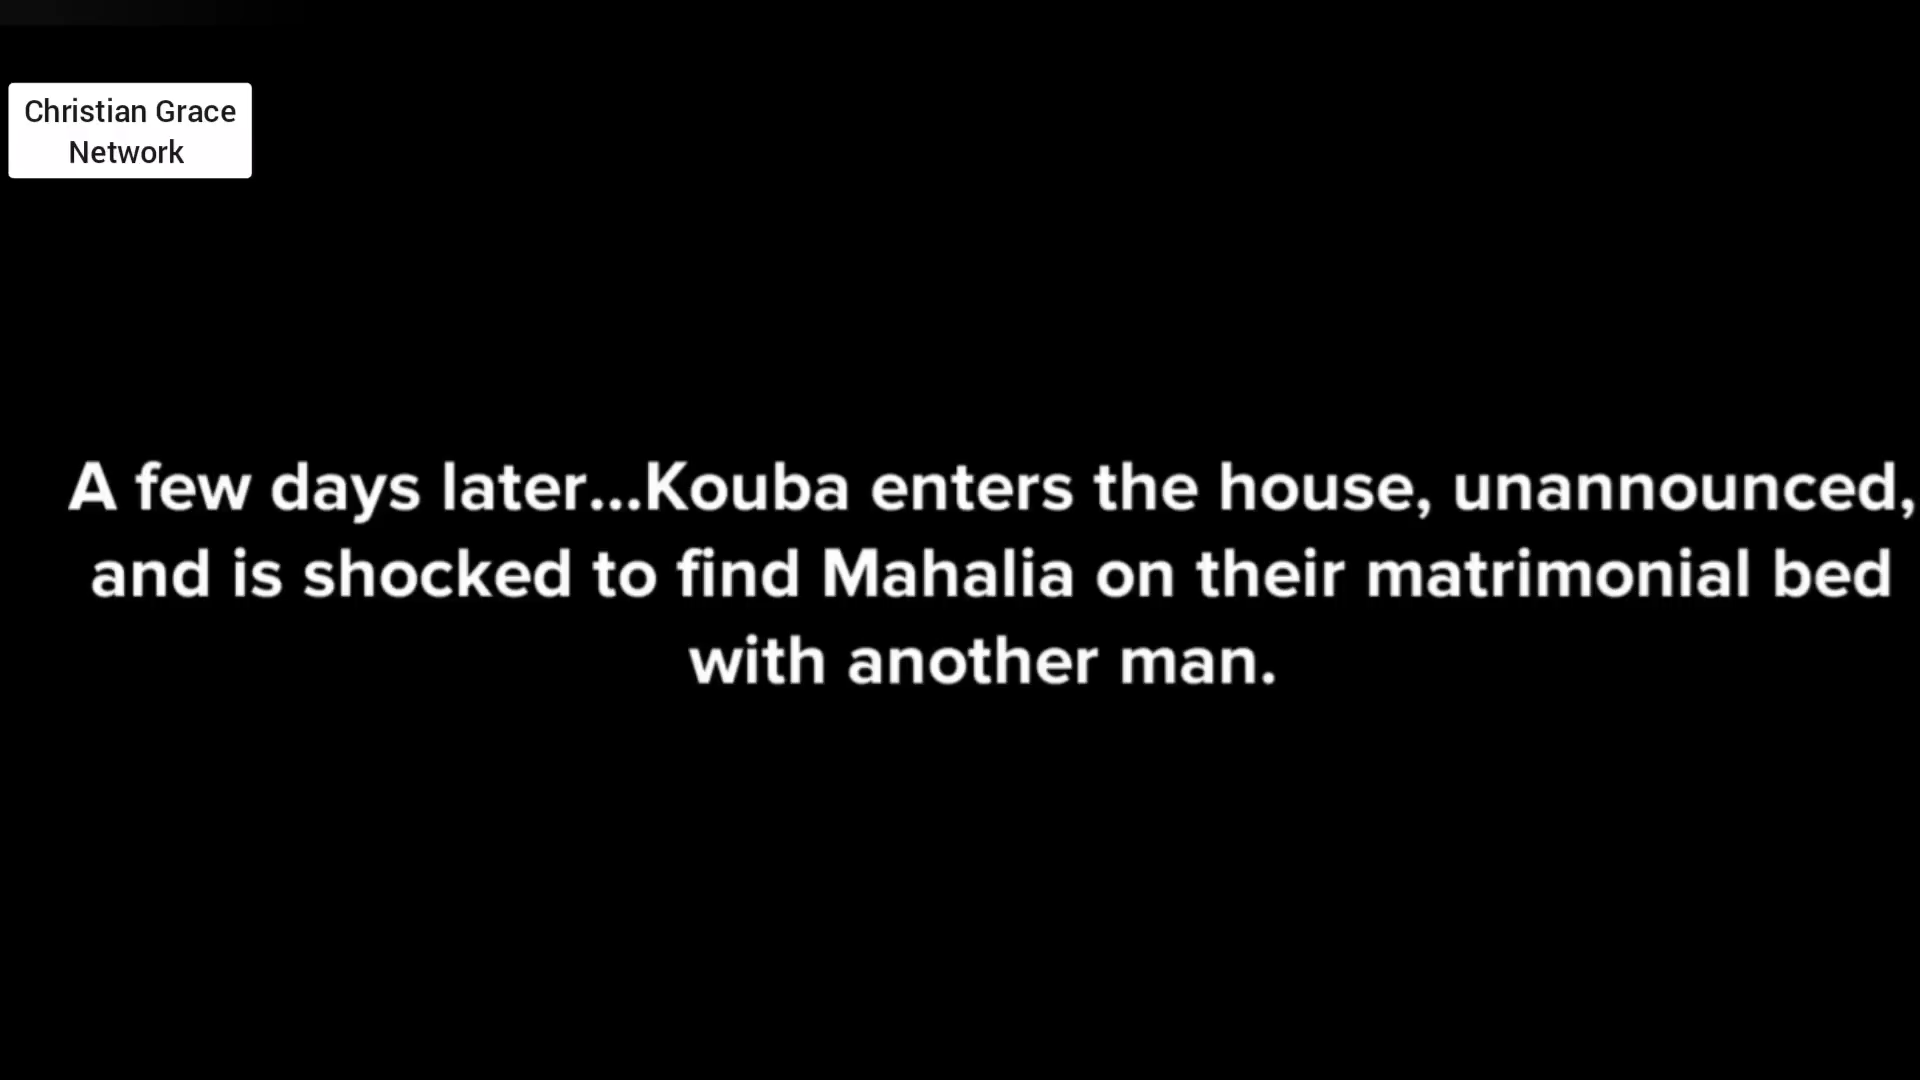 Christian Grace
Network
A few days later...Kouba enters the house, unannounced,
and is shocked to find Mahalia on their matrimonial bed
with another man.